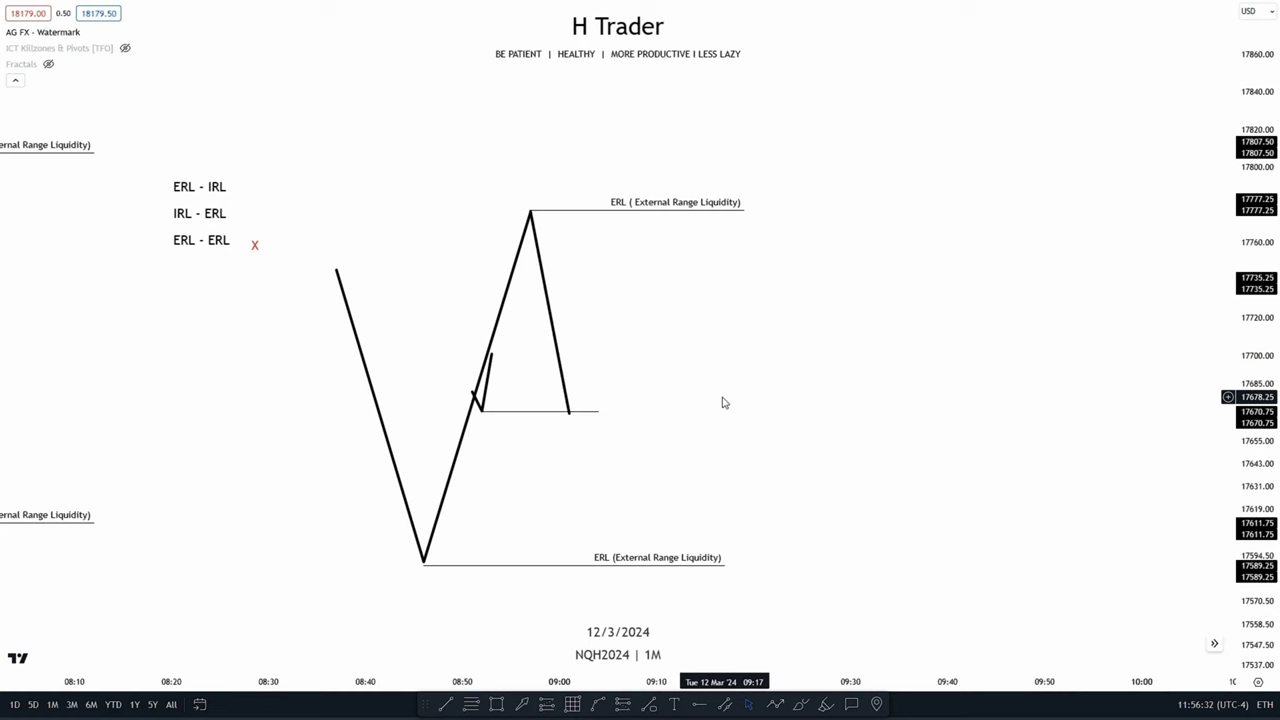 18179.00 0.50 18179.50
H Trader
USD
AG FX - Watermark
ICT Killzones & Pivots [TFO]
BE PATIENT | HEALTHY | MORE PRODUCTIVE I LESS LAZY
17860.00
Fractals
17840.00
17820.00
ernal Range Liquidity)
17807.50
17807.50
17800.00
ERL - IRL
ERL ( External Range Liquidity)
17777.25
17777.25
IRL - ERL
ERL - ERL X
17760.00
17735.25
17735.25
17720.00
17700.00
17685.00
17678.25
17670.75
17670.75
17655.00
17643.00
17631.00
ernal Range Liquidity)
17619.00
17611.75
17611.75
ERL (External Range Liquidity)
17594.50
17589.25
17589.25
17570.50
12/3/2024
17558.50
17547.50
NQH2024 | 1M
17537.00
08:10 08:20 08:30 08:40 08:50 09:00 09:10 Tue 12 Mar '24 09:17 09:30 09:40 09:50 10:00
1D 5D 1M 3M 6M YTD 1Y 5Y All
11:56:32 (UTC-4) ETH